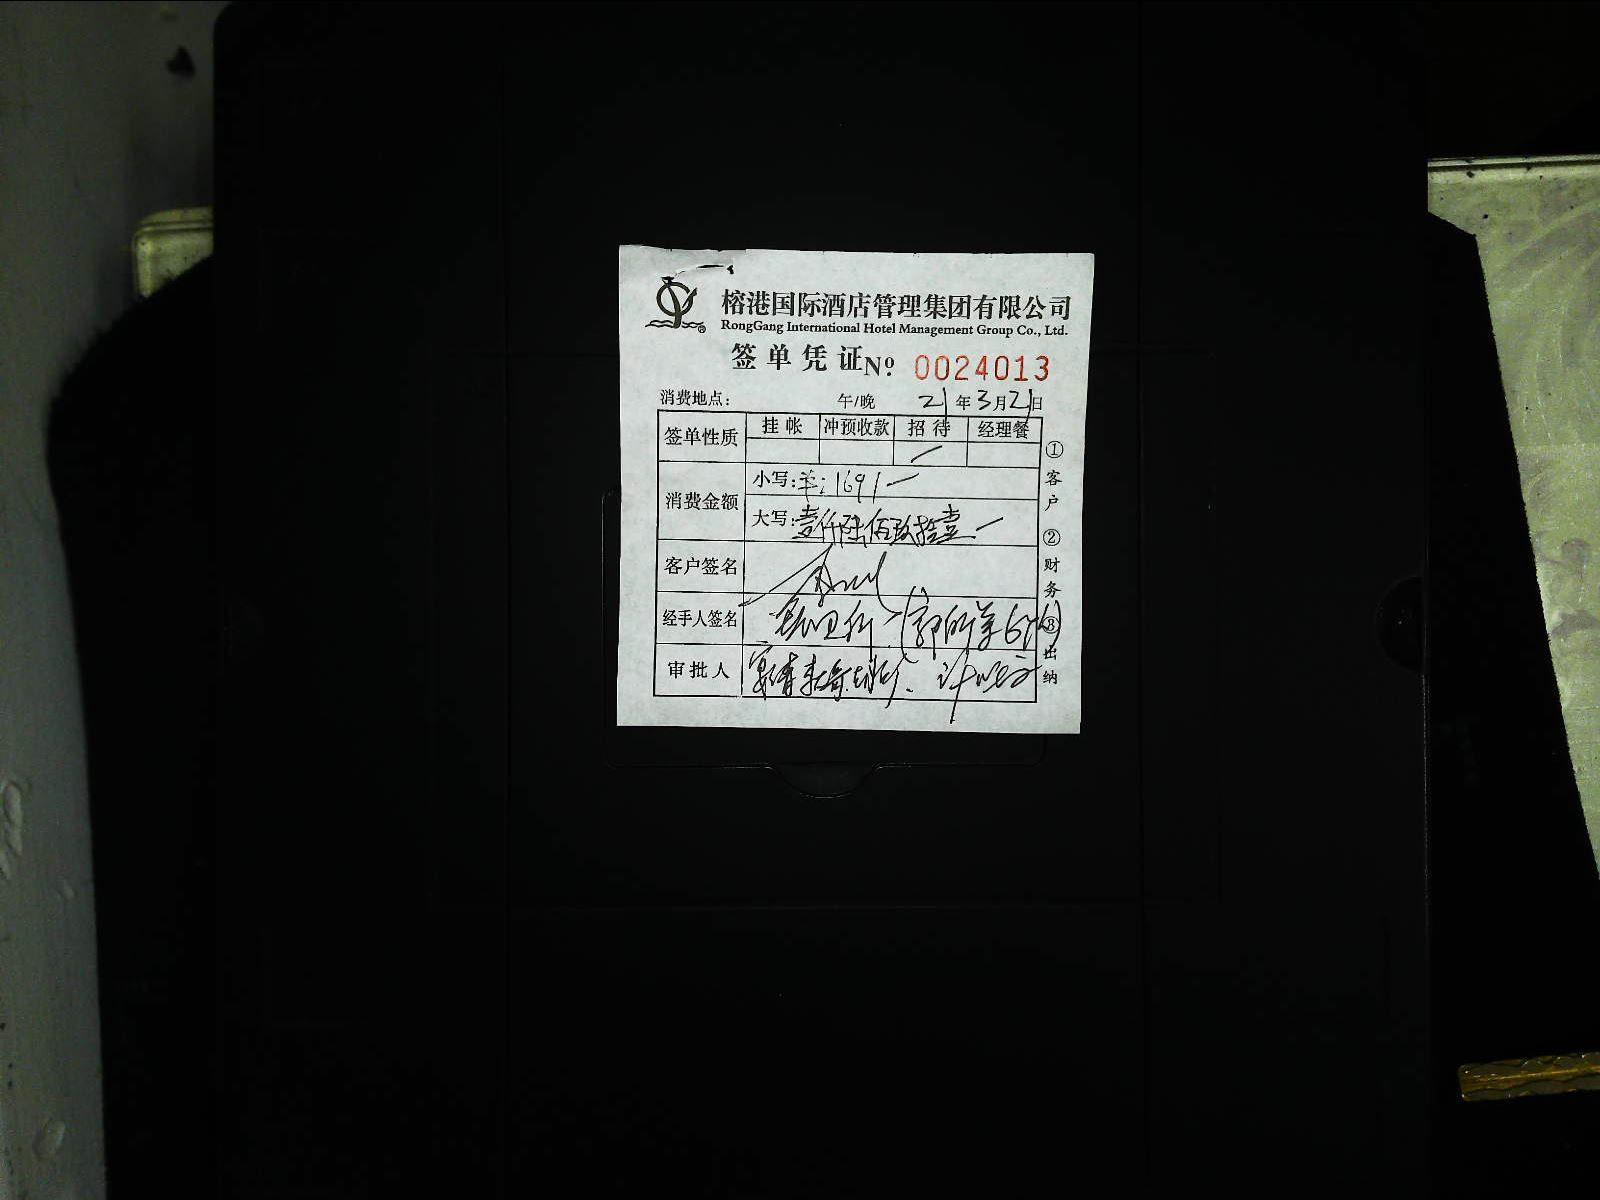 榕港国际酒店管理集团有限公司
RongGang International Hotel Management Group Co., Ltd.
签单凭证 No 0024013
消费地点: 午/晚 21年3月21日
签单性质 挂帐 冲预收款 招待 经理餐
消费金额 小写:羊:1691
大写:壹仟陆佰玖拾壹
客户签名
经手人签名
审批人
①客户 ②财务 ③出纳